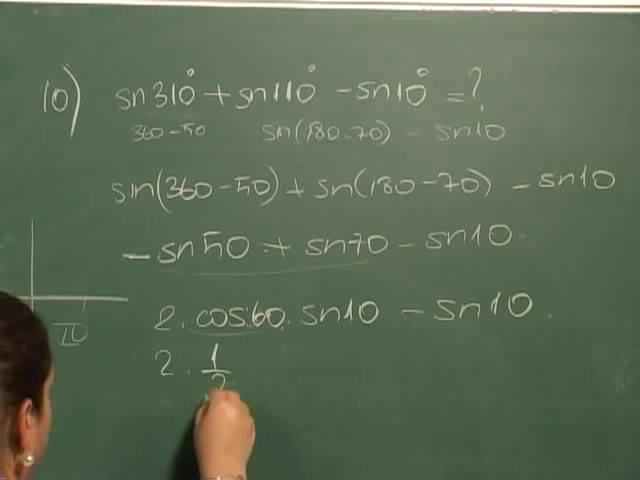 10) sn310° + sn110° - sn10° = ?
360-50 sn(180-70) - sn10
sin(360-50) + sn(180-70) - sn10
- sn50 + sn70 - sn10
2. cos60. sn10 - sn10.
2. 1/2